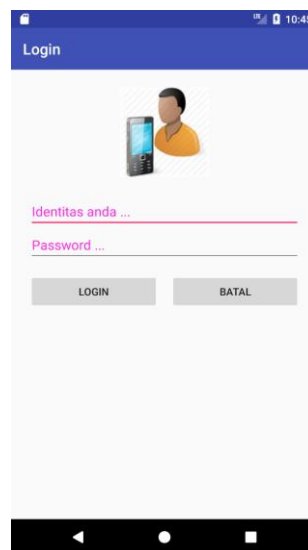 10:45
Login
Identitas anda ...
Password ...
LOGIN BATAL